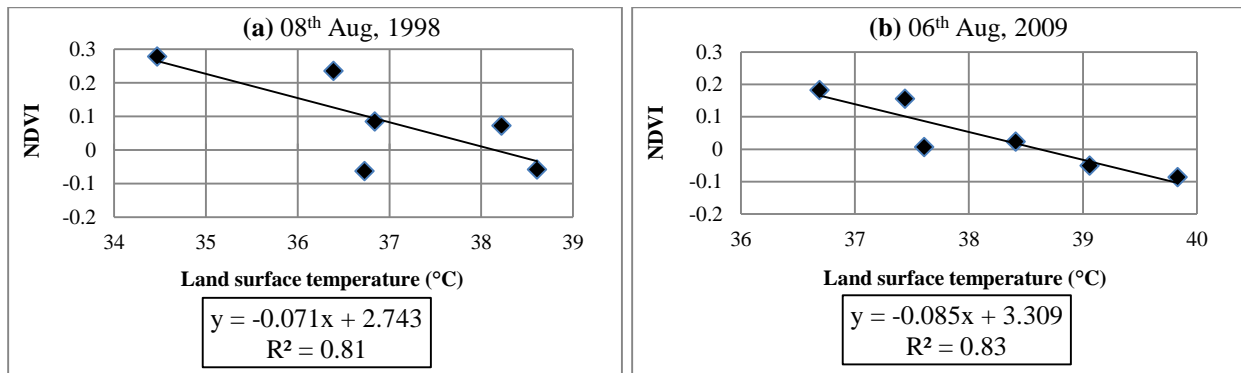 (a) 08th Aug, 1998
0.3
0.2
0.1
0
-0.1
-0.2
NDVI
34 35 36 37 38 39
Land surface temperature (°C)
y = -0.071x + 2.743
R² = 0.81
(b) 06th Aug, 2009
0.3
0.2
0.1
0
-0.1
-0.2
NDVI
36 37 38 39 40
Land surface temperature (°C)
y = -0.085x + 3.309
R² = 0.83